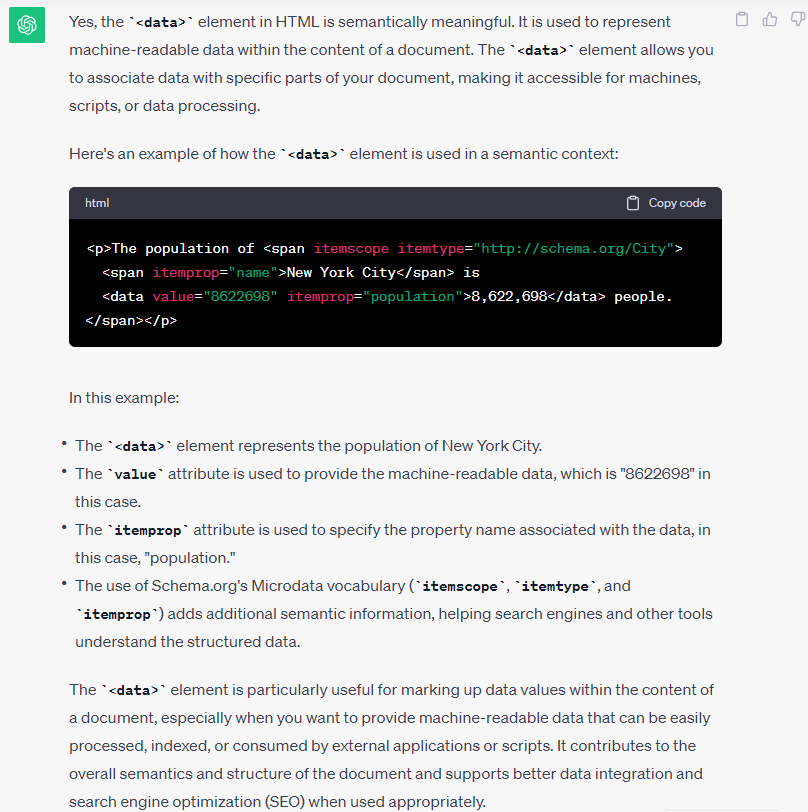 Yes, the `<data>` element in HTML is semantically meaningful. It is used to represent
machine-readable data within the content of a document. The `<data>` element allows you
to associate data with specific parts of your document, making it accessible for machines,
scripts, or data processing.
Here's an example of how the `<data>` element is used in a semantic context:
html Copy code
<p>The population of <span itemscope itemtype="http://schema.org/City">
<span itemprop="name">New York City</span> is
<data value="8622698" itemprop="population">8,622,698</data> people.
</span></p>
In this example:
• The `<data>` element represents the population of New York City.
• The `value` attribute is used to provide the machine-readable data, which is "8622698" in
this case.
• The `itemprop` attribute is used to specify the property name associated with the data, in
this case, "population."
• The use of Schema.org's Microdata vocabulary (`itemscope`, `itemtype`, and
`itemprop`) adds additional semantic information, helping search engines and other tools
understand the structured data.
The `<data>` element is particularly useful for marking up data values within the content of
a document, especially when you want to provide machine-readable data that can be easily
processed, indexed, or consumed by external applications or scripts. It contributes to the
overall semantics and structure of the document and supports better data integration and
search engine optimization (SEO) when used appropriately.